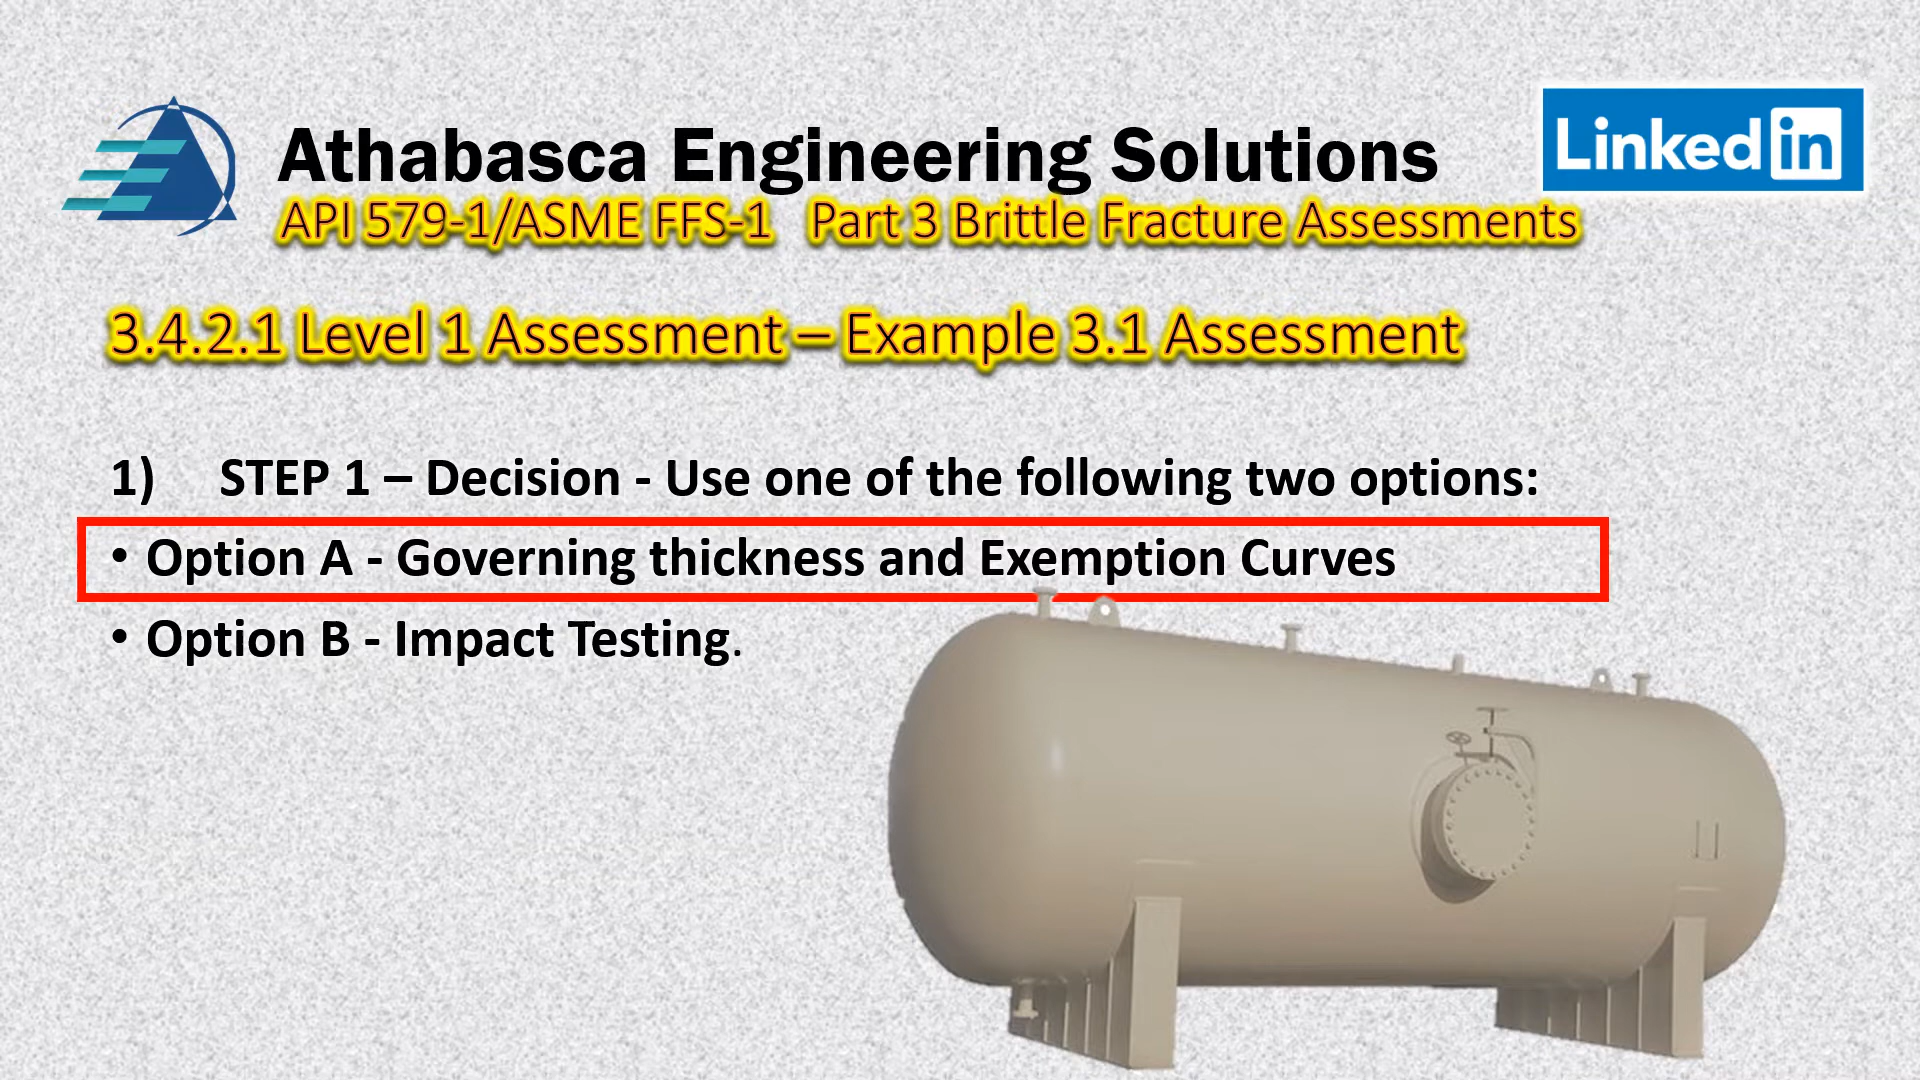 Athabasca Engineering Solutions
Linked in
API 579-1/ASME FFS-1 Part 3 Brittle Fracture Assessments
3.4.2.1 Level 1 Assessment – Example 3.1 Assessment
1) STEP 1 – Decision - Use one of the following two options:
• Option A - Governing thickness and Exemption Curves
• Option B - Impact Testing.